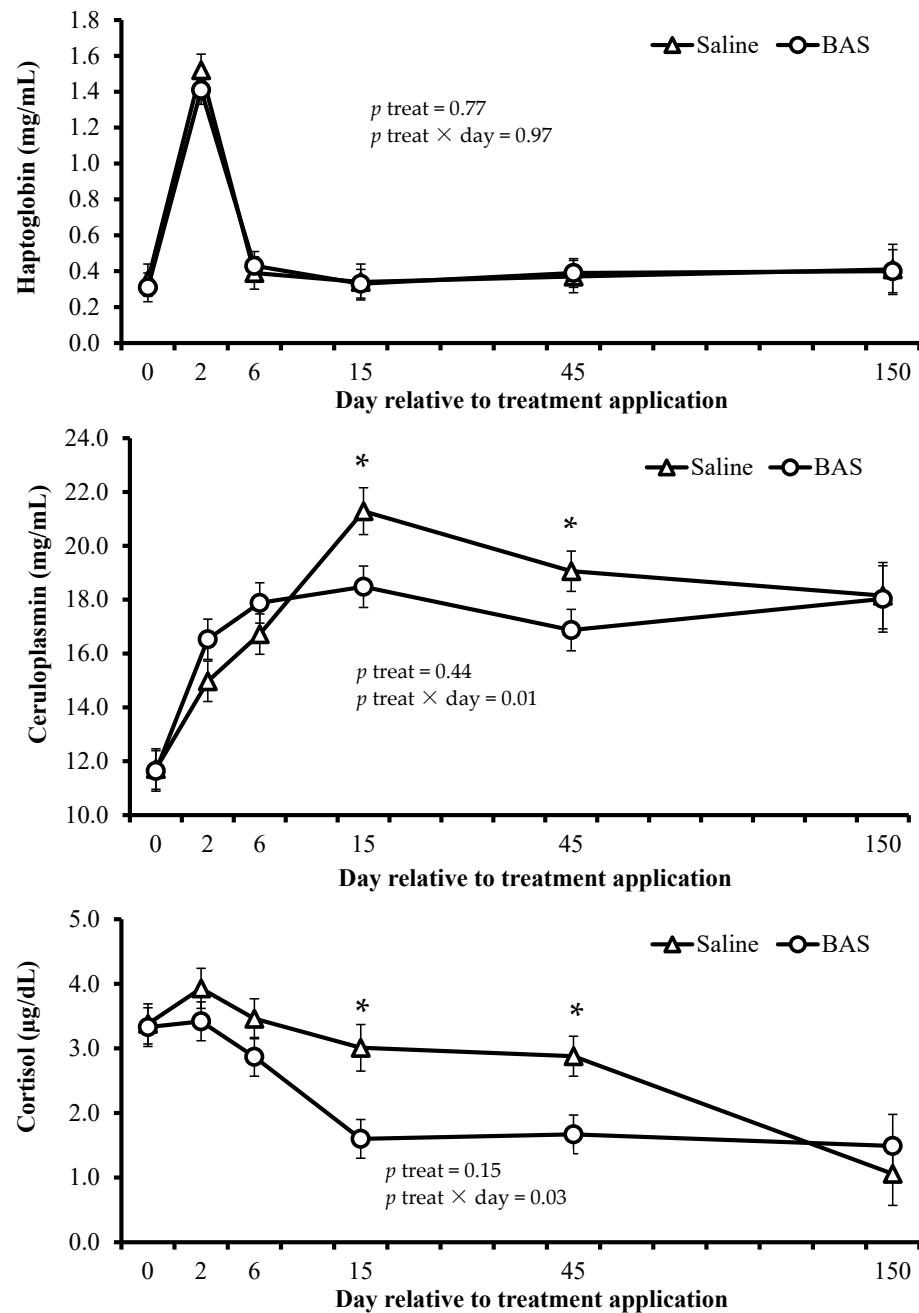 Haptoglobin (mg/mL)
1.8
1.6
1.4
1.2
1.0
0.8
0.6
0.4
0.2
0.0
Saline BAS
p treat = 0.77
p treat × day = 0.97
0 2 6 15 45 150
Day relative to treatment application
Ceruloplasmin (mg/mL)
24.0
22.0
20.0
18.0
16.0
14.0
12.0
10.0
Saline BAS
*
*
p treat = 0.44
p treat × day = 0.01
0 2 6 15 45 150
Day relative to treatment application
Cortisol (µg/dL)
5.0
4.0
3.0
2.0
1.0
0.0
Saline BAS
* *
p treat = 0.15
p treat × day = 0.03
0 2 6 15 45 150
Day relative to treatment application